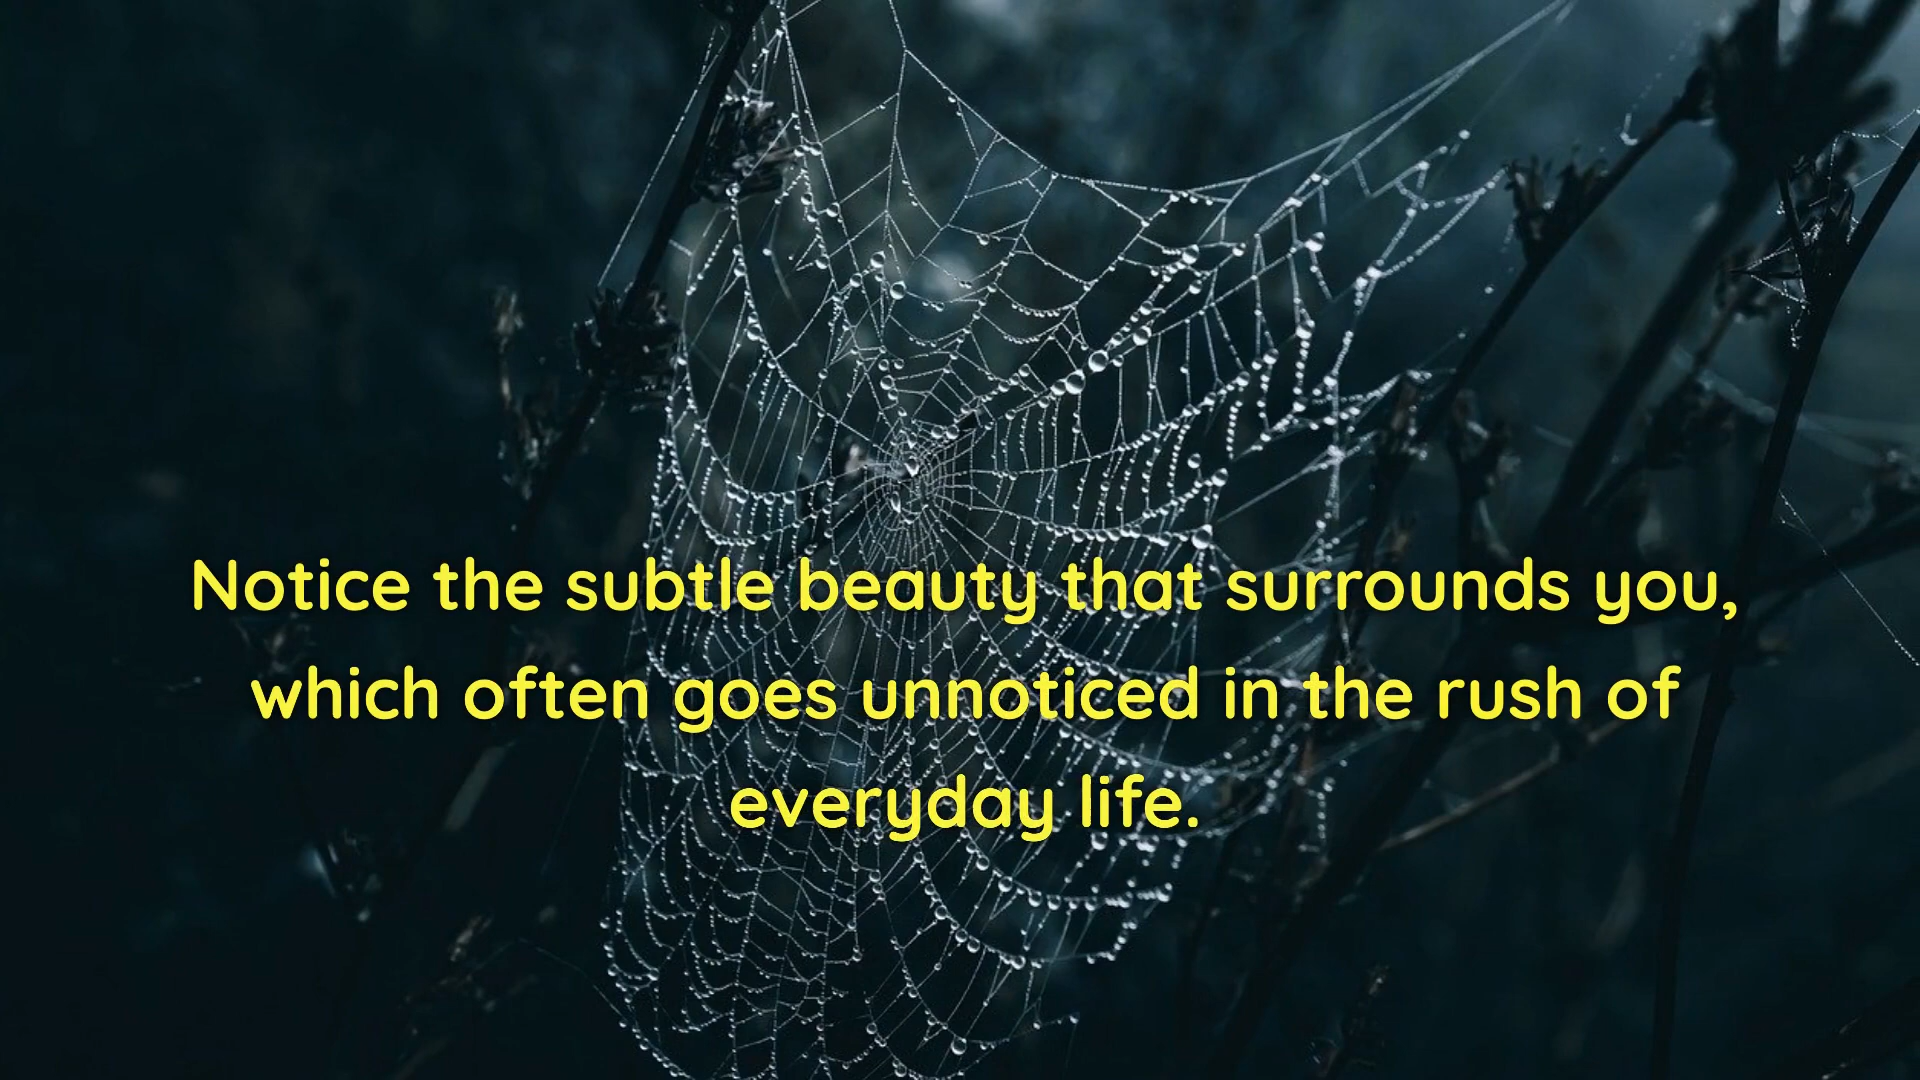 Notice the subtle beauty that surrounds you,
which often goes unnoticed in the rush of
everyday life.